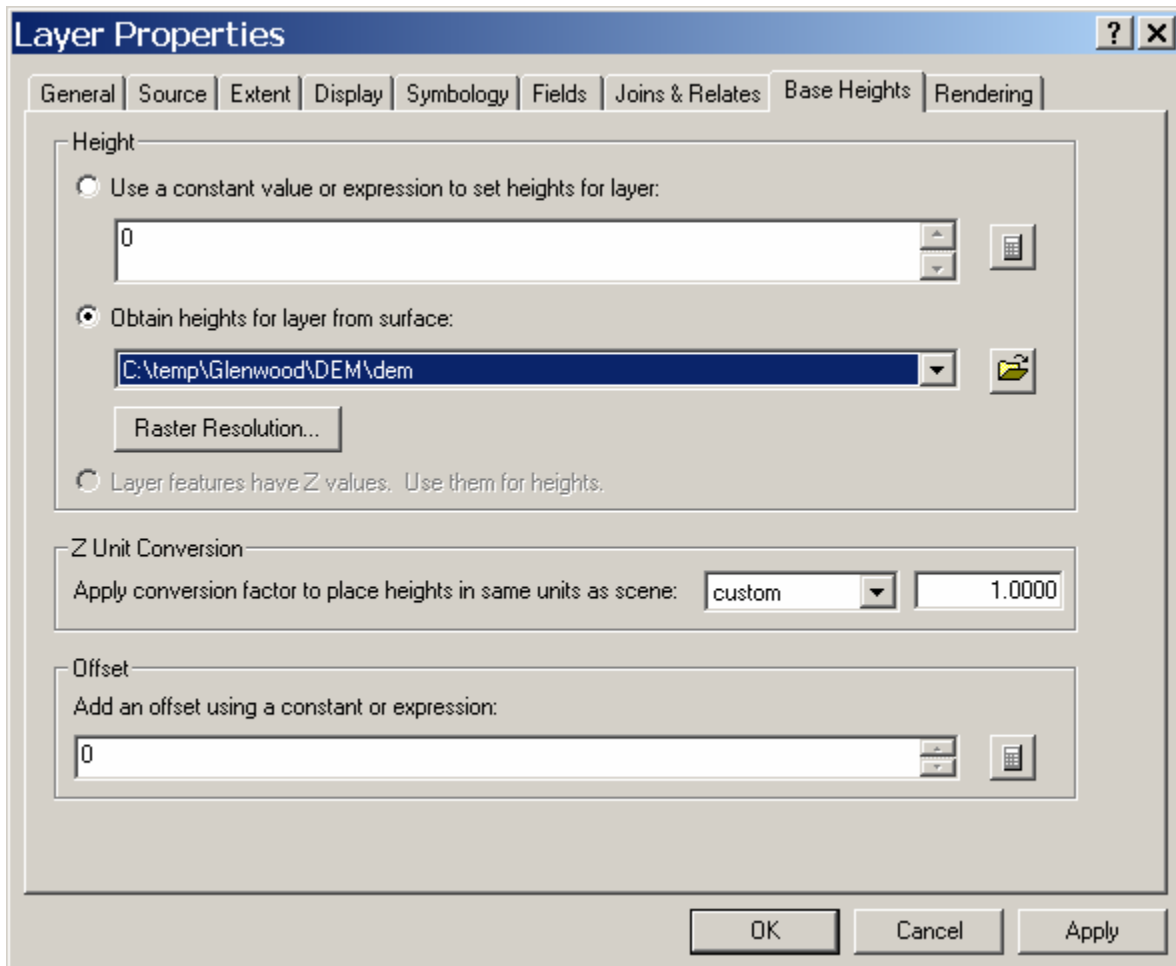 Layer Properties
General Source Extent Display Symbology Fields Joins & Relates Base Heights Rendering
Height
Use a constant value or expression to set heights for layer:
0
Obtain heights for layer from surface:
C:\temp\Glenwood\DEM\dem
Raster Resolution...
Layer features have Z values.  Use them for heights.
Z Unit Conversion
Apply conversion factor to place heights in same units as scene: custom 1.0000
Offset
Add an offset using a constant or expression:
0
OK Cancel Apply